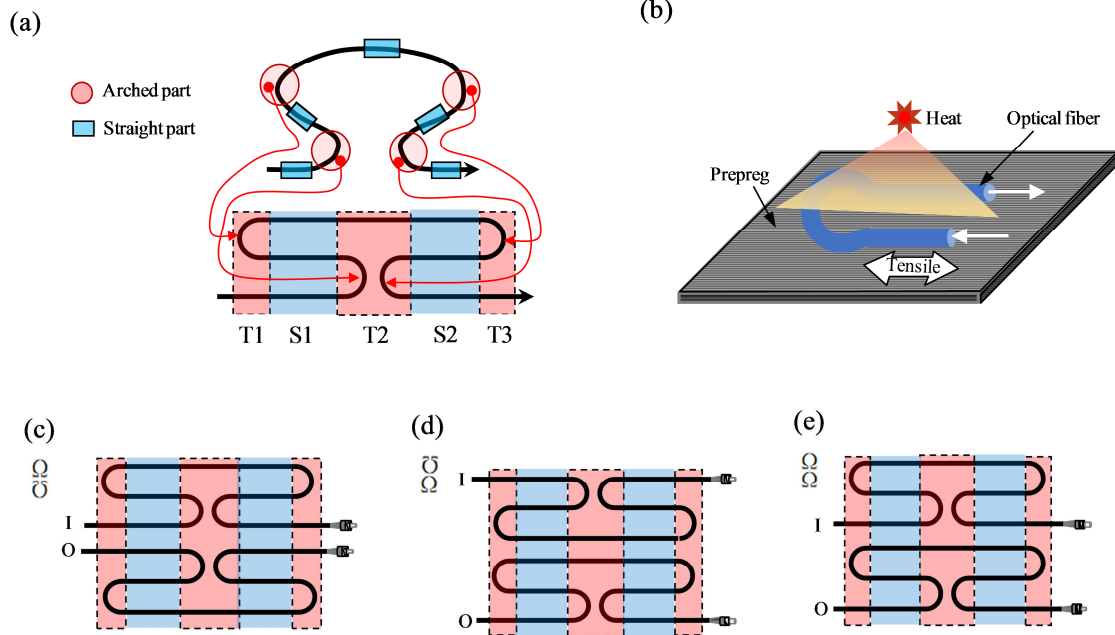 (a)
Arched part
Straight part
T1 S1 T2 S2 T3
(b)
Heat
Optical fiber
Prepreg
Tensile
(c)
Ω
Ʊ
I
O
(d)
Ʊ
Ω
I
O
(e)
Ω
Ω
I
O